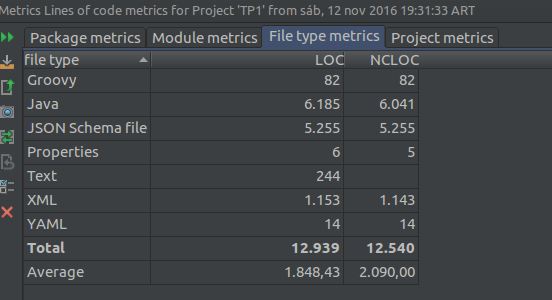 Metrics Lines of code metrics for Project 'TP1' from sáb, 12 nov 2016 19:31:33 ART
Package metrics Module metrics File type metrics Project metrics
file type LOC NCLOC
Groovy 82 82
Java 6.185 6.041
JSON Schema file 5.255 5.255
Properties 6 5
Text 244
XML 1.153 1.143
YAML 14 14
Total 12.939 12.540
Average 1.848,43 2.090,00